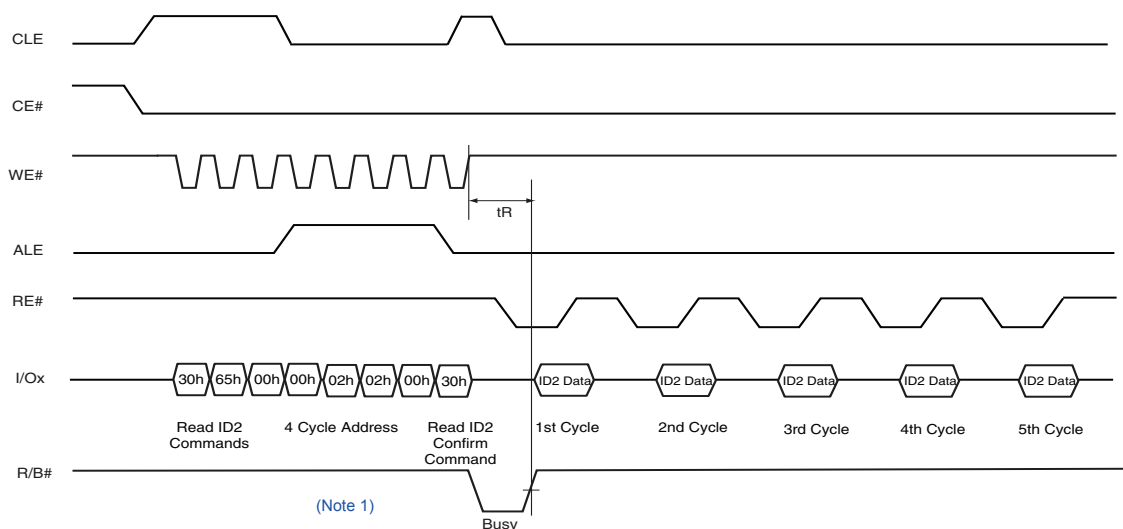 CLE
CE#
WE#
tR
ALE
RE#
I/Ox
30h 65h 00h 00h 02h 02h 00h 30h ID2 Data ID2 Data ID2 Data ID2 Data ID2 Data
Read ID2 Commands
4 Cycle Address
Read ID2 Confirm Command
1st Cycle
2nd Cycle
3rd Cycle
4th Cycle
5th Cycle
R/B#
(Note 1)
Busy